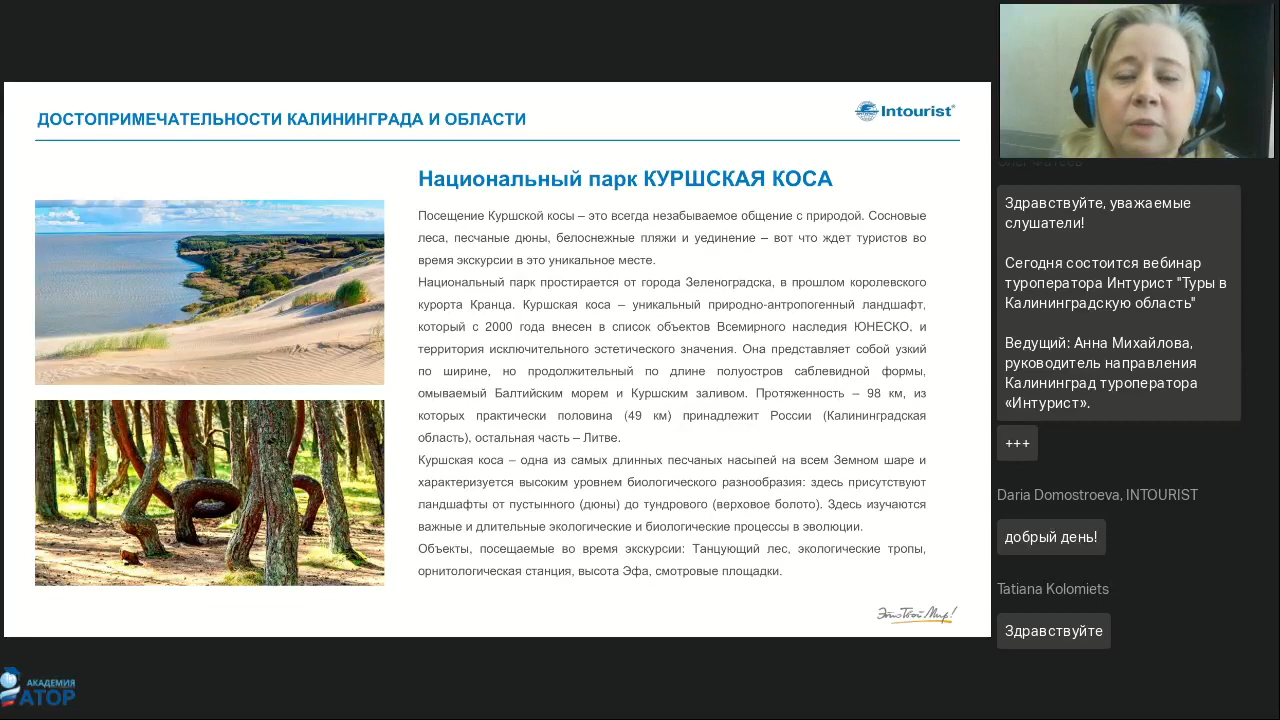 ДОСТОПРИМЕЧАТЕЛЬНОСТИ КАЛИНИНГРАДА И ОБЛАСТИ
Intourist®
Национальный парк КУРШСКАЯ КОСА
Посещение Куршской косы – это всегда незабываемое общение с природой. Сосновые
леса, песчаные дюны, белоснежные пляжи и уединение – вот что ждет туристов во
время экскурсии в это уникальное месте.
Национальный парк простирается от города Зеленоградска, в прошлом королевского
курорта Кранца. Куршская коса – уникальный природно-антропогенный ландшафт,
который с 2000 года внесен в список объектов Всемирного наследия ЮНЕСКО, и
территория исключительного эстетического значения. Она представляет собой узкий
по ширине, но продолжительный по длине полуостров саблевидной формы,
омываемый Балтийским морем и Куршским заливом. Протяженность – 98 км, из
которых практически половина (49 км) принадлежит России (Калининградская
область), остальная часть – Литве.
Куршская коса – одна из самых длинных песчаных насыпей на всем Земном шаре и
характеризуется высоким уровнем биологического разнообразия: здесь присутствуют
ландшафты от пустынного (дюны) до тундрового (верховое болото). Здесь изучаются
важные и длительные экологические и биологические процессы в эволюции.
Объекты, посещаемые во время экскурсии: Танцующий лес, экологические тропы,
орнитологическая станция, высота Эфа, смотровые площадки.
Это Твой Мир!
АКАДЕМИЯ
АТОР
Олег Фатеев
Здравствуйте, уважаемые
слушатели!
Сегодня состоится вебинар
туроператора Интурист "Туры в
Калининградскую область"
Ведущий: Анна Михайлова,
руководитель направления
Калининград туроператора
«Интурист».
+++
Daria Domostroeva, INTOURIST
добрый день!
Tatiana Kolomiets
Здравствуйте